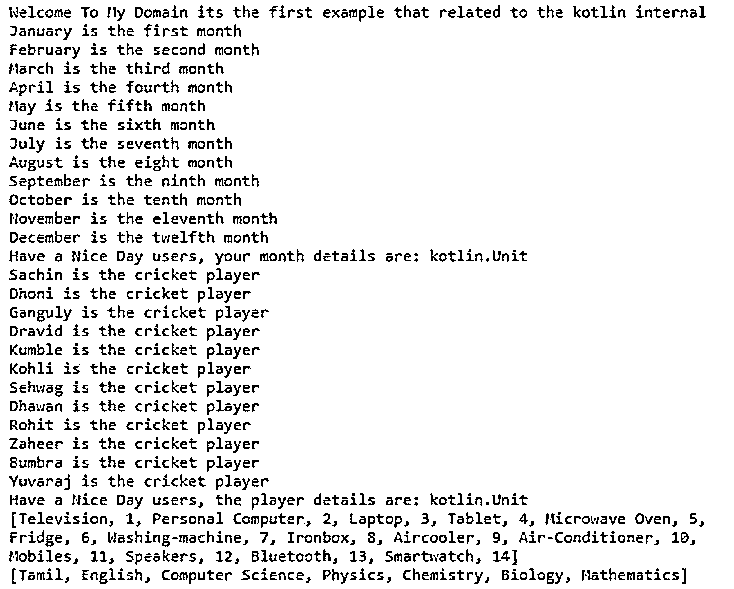 Welcome To My Domain its the first example that related to the kotlin internal
January is the first month
February is the second month
March is the third month
April is the fourth month
May is the fifth month
June is the sixth month
July is the seventh month
August is the eight month
September is the ninth month
October is the tenth month
November is the eleventh month
December is the twelfth month
Have a Nice Day users, your month details are: kotlin.Unit
Sachin is the cricket player
Dhoni is the cricket player
Ganguly is the cricket player
Dravid is the cricket player
Kumble is the cricket player
Kohli is the cricket player
Sehwag is the cricket player
Dhawan is the cricket player
Rohit is the cricket player
Zaheer is the cricket player
Bumbra is the cricket player
Yuvaraj is the cricket player
Have a Nice Day users, the player details are: kotlin.Unit
[Television, 1, Personal Computer, 2, Laptop, 3, Tablet, 4, Microwave Oven, 5,
Fridge, 6, Washing-machine, 7, Ironbox, 8, Aircooler, 9, Air-Conditioner, 10,
Mobiles, 11, Speakers, 12, Bluetooth, 13, Smartwatch, 14]
[Tamil, English, Computer Science, Physics, Chemistry, Biology, Mathematics]